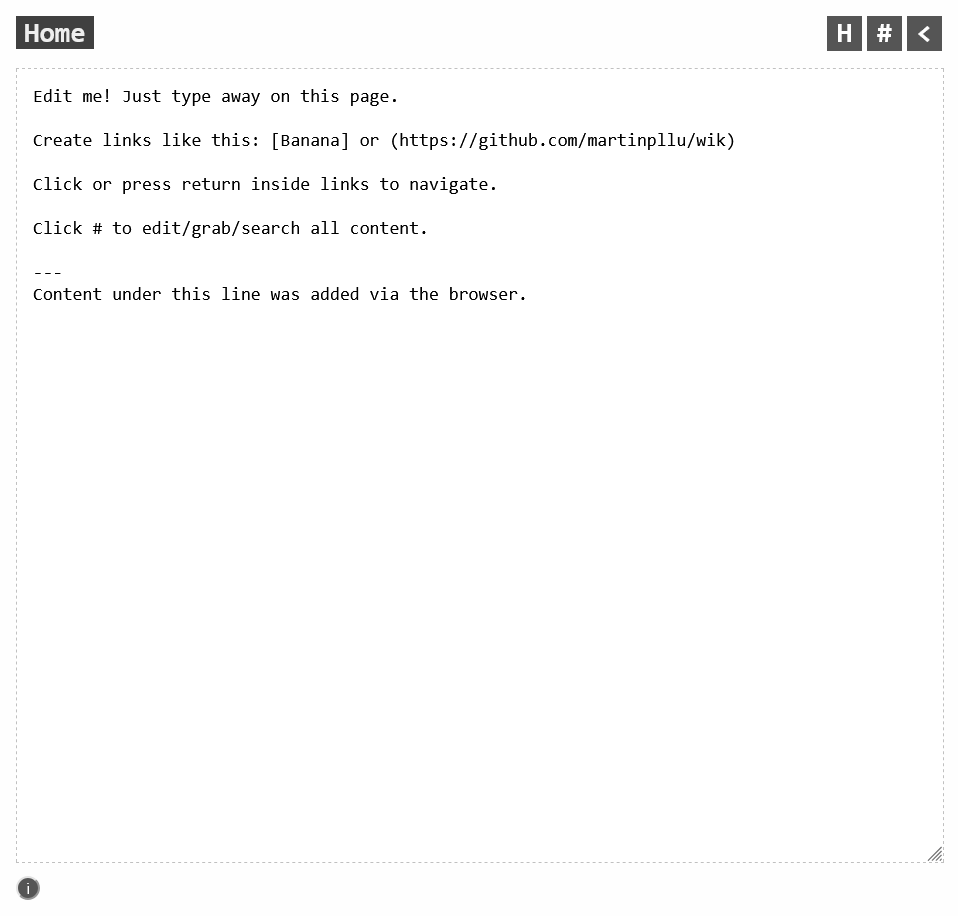 Home
H # <
Edit me! Just type away on this page.
Create links like this: [Banana] or (https://github.com/martinpllu/wik)
Click or press return inside links to navigate.
Click # to edit/grab/search all content.
---
Content under this line was added via the browser.
i